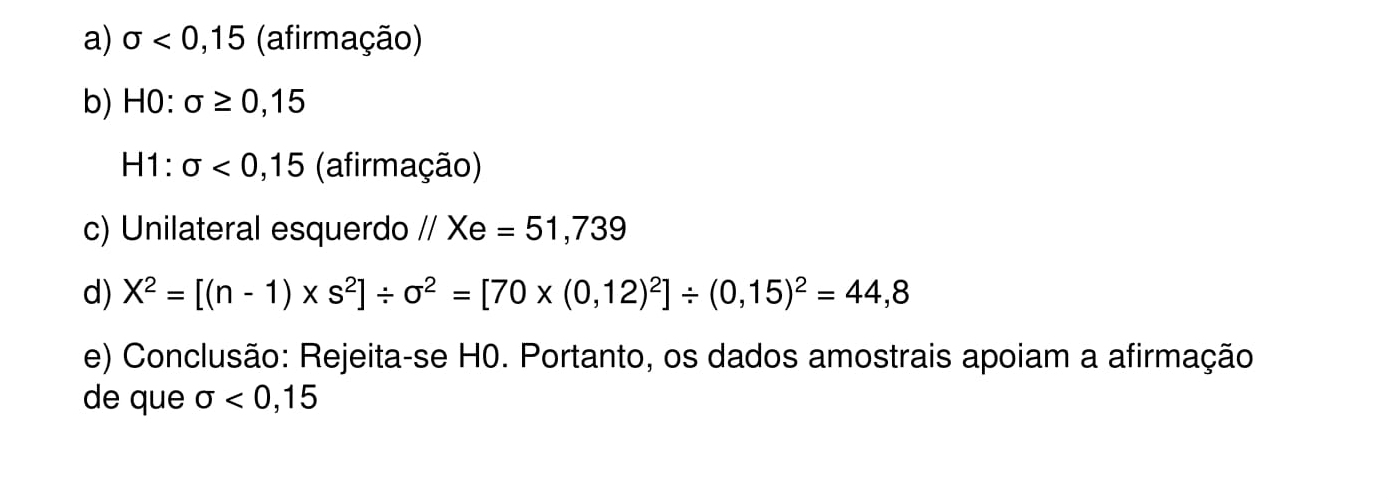 a) σ < 0,15 (afirmação)
b) H0: σ ≥ 0,15
H1: σ < 0,15 (afirmação)
c) Unilateral esquerdo // Xe = 51,739
d) X² = [(n - 1) x s²] ÷ σ² = [70 x (0,12)²] ÷ (0,15)² = 44,8
e) Conclusão: Rejeita-se H0. Portanto, os dados amostrais apoiam a afirmação
de que σ < 0,15